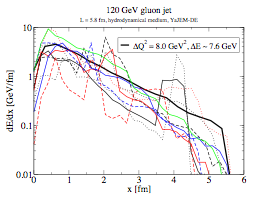 120 GeV gluon jet
L = 5.8 fm, hydrodynamical medium, YaJEM-DE
ΔQ² = 8.0 GeV², ΔE ~ 7.6 GeV
dE/dx [GeV/fm]
10
1
0.1
0.01
0 1 2 3 4 5 6
x [fm]